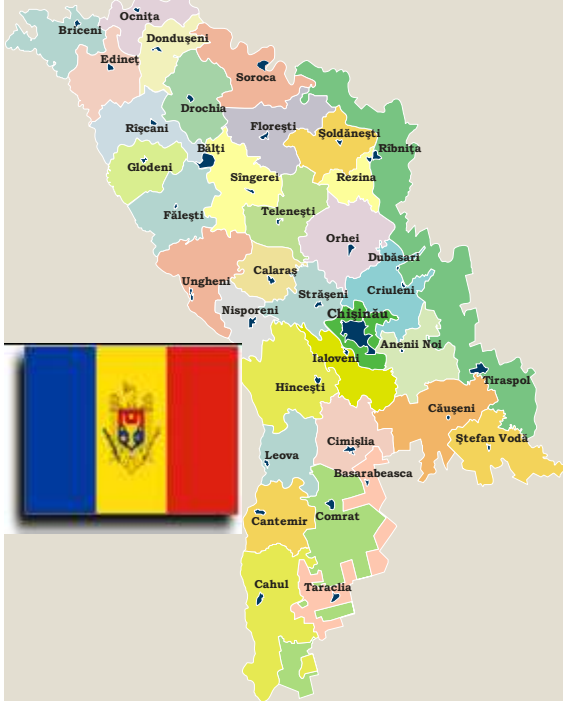 Ocnița
Briceni
Dondușeni
Edineț
Soroca
Drochia
Rîșcani
Florești
Șoldănești
Bălți
Rîbnița
Glodeni
Sîngerei
Rezina
Fălești
Telenești
Orhei
Dubăsari
Calaraș
Ungheni
Criuleni
Strășeni
Nisporeni
Chișinău
Anenii Noi
Ialoveni
Tiraspol
Hîncești
Căușeni
Ștefan Vodă
Cimișlia
Leova
Basarabeasca
Cantemir
Comrat
Cahul
Taraclia